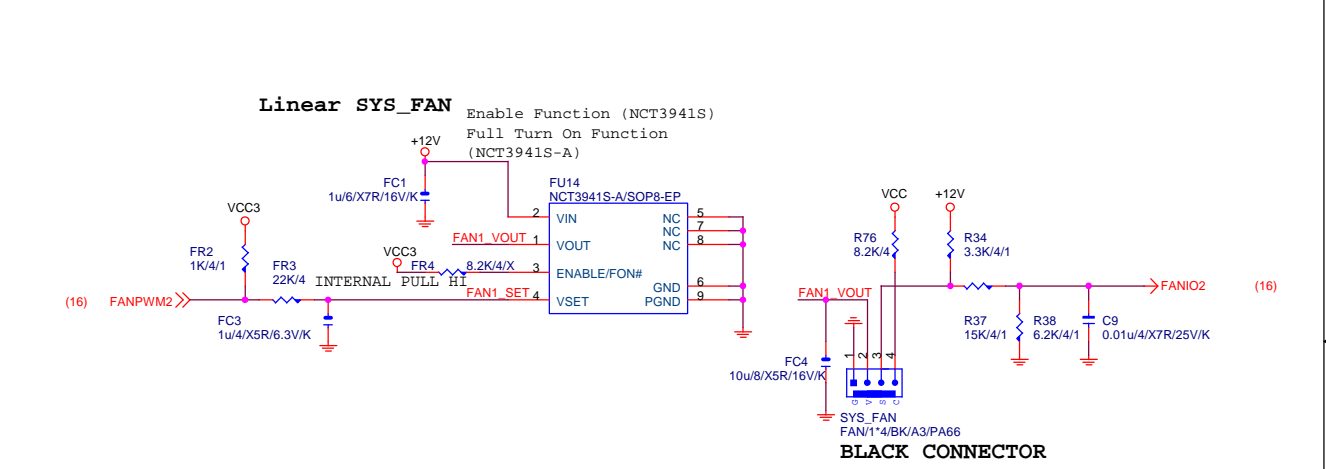 Linear SYS_FAN
Enable Function (NCT3941S)
Full Turn On Function
(NCT3941S-A)
+12V
FC1
1u/6/X7R/16V/K
FU14
NCT3941S-A/SOP8-EP
2 VIN
NC 5
NC 7
NC 8
FAN1_VOUT 1 VOUT
VCC3
FR4 8.2K/4/X
3 ENABLE/FON#
INTERNAL PULL HI
GND 6
FAN1_SET 4 VSET
PGND 9
VCC3
FR2
1K/4/1
FR3
22K/4
(16) FANPWM2
FC3
1u/4/X5R/6.3V/K
VCC
+12V
R76
8.2K/4
R34
3.3K/4/1
FAN1_VOUT
FANIO2 (16)
R37
15K/4/1
R38
6.2K/4/1
C9
0.01u/4/X7R/25V/K
FC4
10u/8/X5R/16V/K
1 2 3 4
G V S C
SYS_FAN
FAN/1*4/BK/A3/PA66
BLACK CONNECTOR